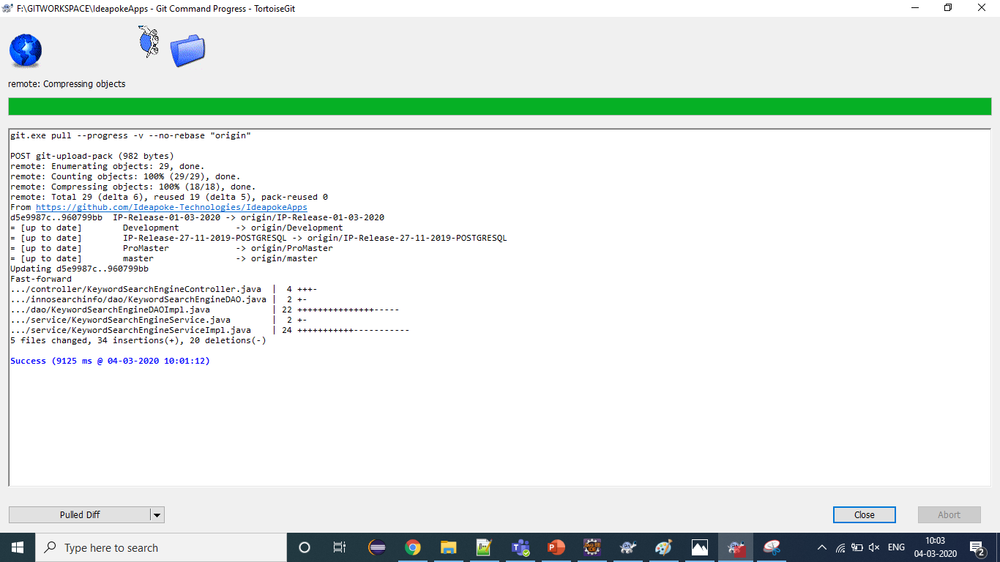 F:\GITWORKSPACE\IdeapokeApps - Git Command Progress - TortoiseGit
remote: Compressing objects
git.exe pull --progress -v --no-rebase "origin"
POST git-upload-pack (982 bytes)
remote: Enumerating objects: 29, done.
remote: Counting objects: 100% (29/29), done.
remote: Compressing objects: 100% (18/18), done.
remote: Total 29 (delta 6), reused 19 (delta 5), pack-reused 0
From https://github.com/Ideapoke-Technologies/IdeapokeApps
d5e9987c..960799bb  IP-Release-01-03-2020 -> origin/IP-Release-01-03-2020
= [up to date]        Development           -> origin/Development
= [up to date]        IP-Release-27-11-2019-POSTGRESQL -> origin/IP-Release-27-11-2019-POSTGRESQL
= [up to date]        ProMaster             -> origin/ProMaster
= [up to date]        master                -> origin/master
Updating d5e9987c..960799bb
Fast-forward
.../controller/KeywordSearchEngineController.java  |  4 +++-
.../innosearchinfo/dao/KeywordSearchEngineDAO.java |  2 +-
.../dao/KeywordSearchEngineDAOImpl.java            | 22 +++++++++++++++-----
.../service/KeywordSearchEngineService.java        |  2 +-
.../service/KeywordSearchEngineServiceImpl.java    | 24 +++++++++++-----------
5 files changed, 34 insertions(+), 20 deletions(-)
Success (9125 ms @ 04-03-2020 10:01:12)
Pulled Diff
Close
Abort
Type here to search
ENG
10:03
04-03-2020
2